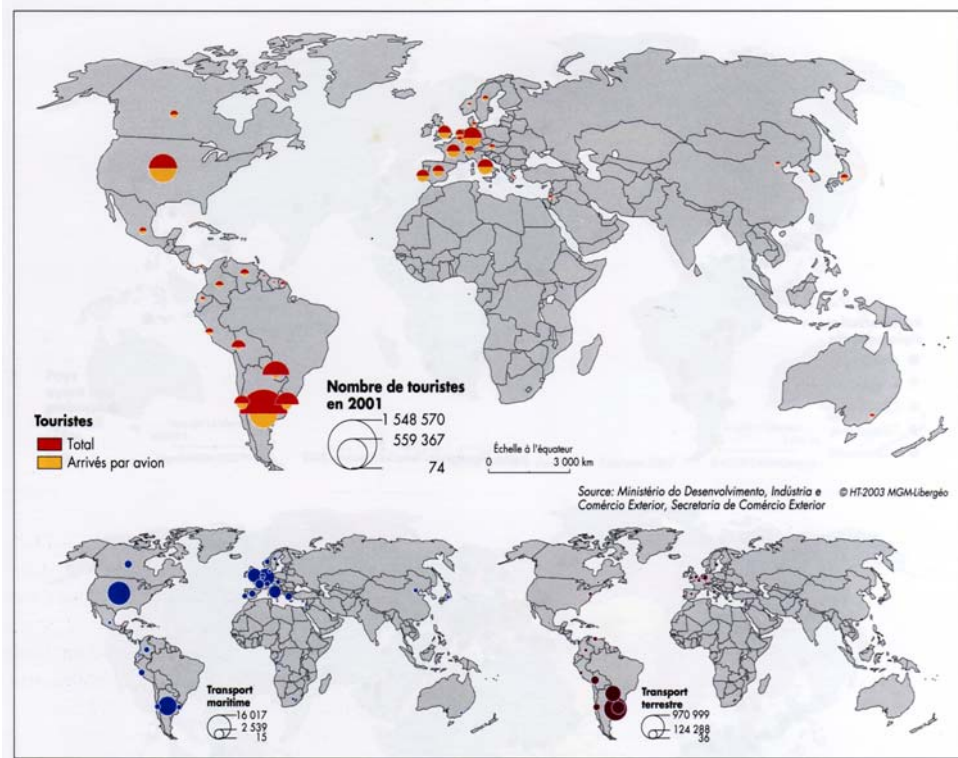 Nombre de touristes
en 2001
1 548 570
559 367
74
Touristes
Total
Arrivés par avion
Échelle à l'équateur
0 3 000 km
Source: Ministério do Desenvolvimento, Indústria e
Comércio Exterior, Secretaria de Comércio Exterior
© HT-2003 MGM-Libergéo
Transport
maritime
16 017
2 539
15
Transport
terrestre
970 999
124 288
36